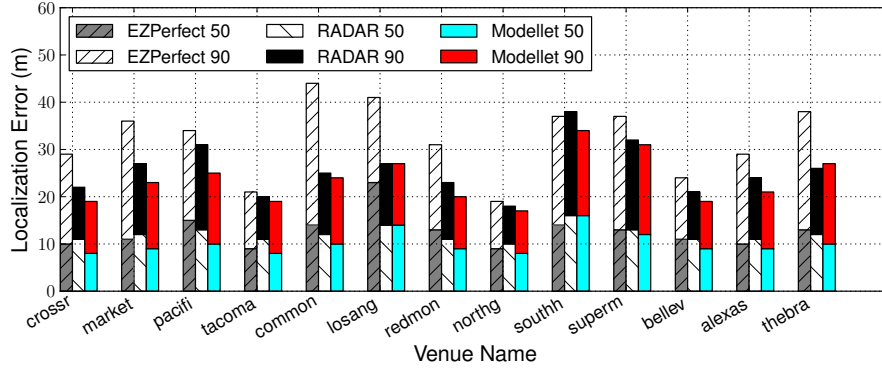 60
50
40
30
20
10
0
Localization Error (m)
EZPerfect 50 RADAR 50 Modellet 50
EZPerfect 90 RADAR 90 Modellet 90
crossr market pacifi tacoma common losang redmon northg southh superm bellev alexas thebra
Venue Name